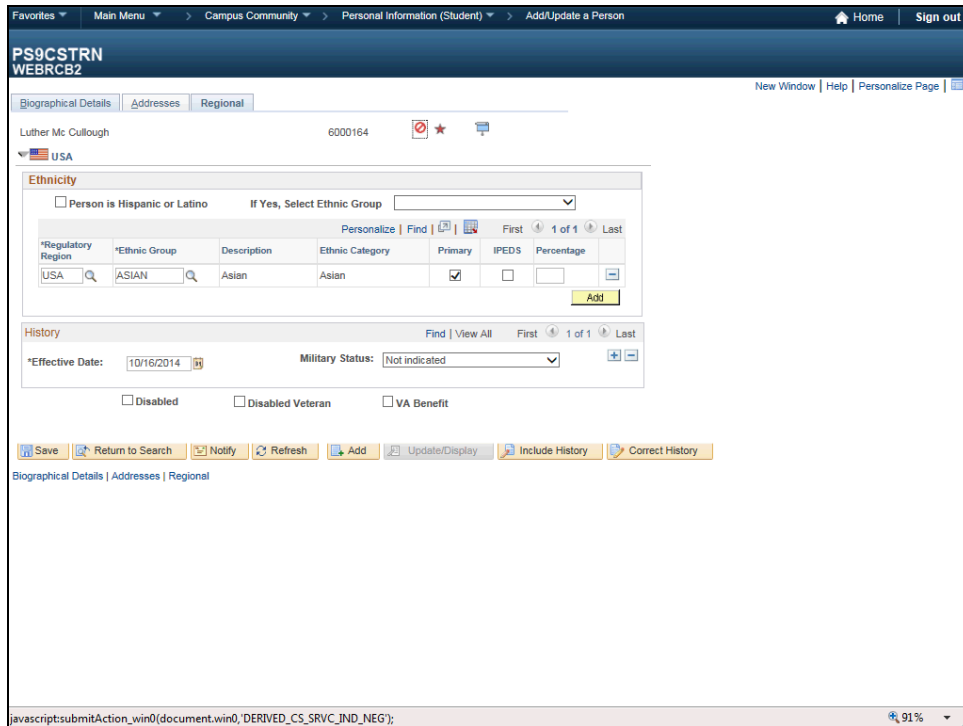 Favorites Main Menu > Campus Community > Personal Information (Student) > Add/Update a Person Home Sign out
PS9CSTRN
WEBRCB2
New Window | Help | Personalize Page |
Biographical Details Addresses Regional
Luther Mc Cullough 6000164
USA
Ethnicity
Person is Hispanic or Latino If Yes, Select Ethnic Group
Personalize | Find | | First 1 of 1 Last
*Regulatory Region *Ethnic Group Description Ethnic Category Primary IPEDS Percentage
USA ASIAN Asian Asian
Add
History Find | View All First 1 of 1 Last
*Effective Date: 10/16/2014 Military Status: Not indicated
Disabled Disabled Veteran VA Benefit
Save Return to Search Notify Refresh Add Update/Display Include History Correct History
Biographical Details | Addresses | Regional
javascript:submitAction_win0(document.win0,'DERIVED_CS_SRVC_IND_NEG'); 91%